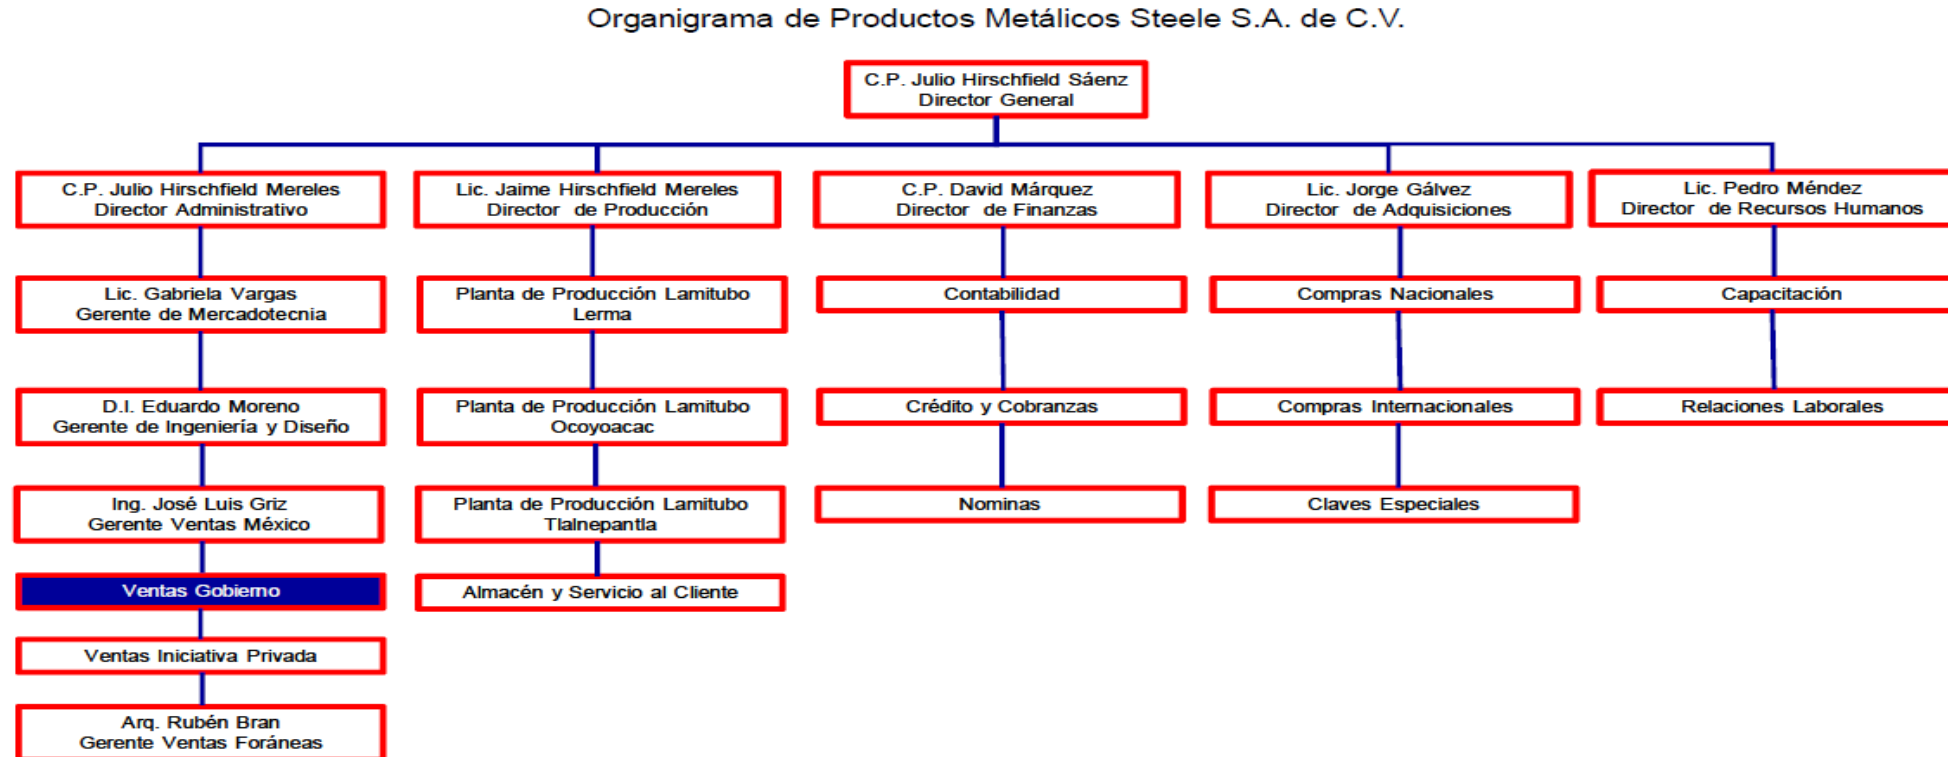 Organigrama de Productos Metálicos Steele S.A. de C.V.
C.P. Julio Hirschfield Sáenz
Director General
C.P. Julio Hirschfield Mereles
Director Administrativo
Lic. Jaime Hirschfield Mereles
Director de Producción
C.P. David Márquez
Director de Finanzas
Lic. Jorge Gálvez
Director de Adquisiciones
Lic. Pedro Méndez
Director de Recursos Humanos
Lic. Gabriela Vargas
Gerente de Mercadotecnia
Planta de Producción Lamitubo
Lerma
Contabilidad
Compras Nacionales
Capacitación
D.I. Eduardo Moreno
Gerente de Ingeniería y Diseño
Planta de Producción Lamitubo
Ocoyoacac
Crédito y Cobranzas
Compras Internacionales
Relaciones Laborales
Ing. José Luis Griz
Gerente Ventas México
Planta de Producción Lamitubo
Tlalnepantla
Nominas
Claves Especiales
Ventas Gobierno
Almacén y Servicio al Cliente
Ventas Iniciativa Privada
Arq. Rubén Bran
Gerente Ventas Foráneas